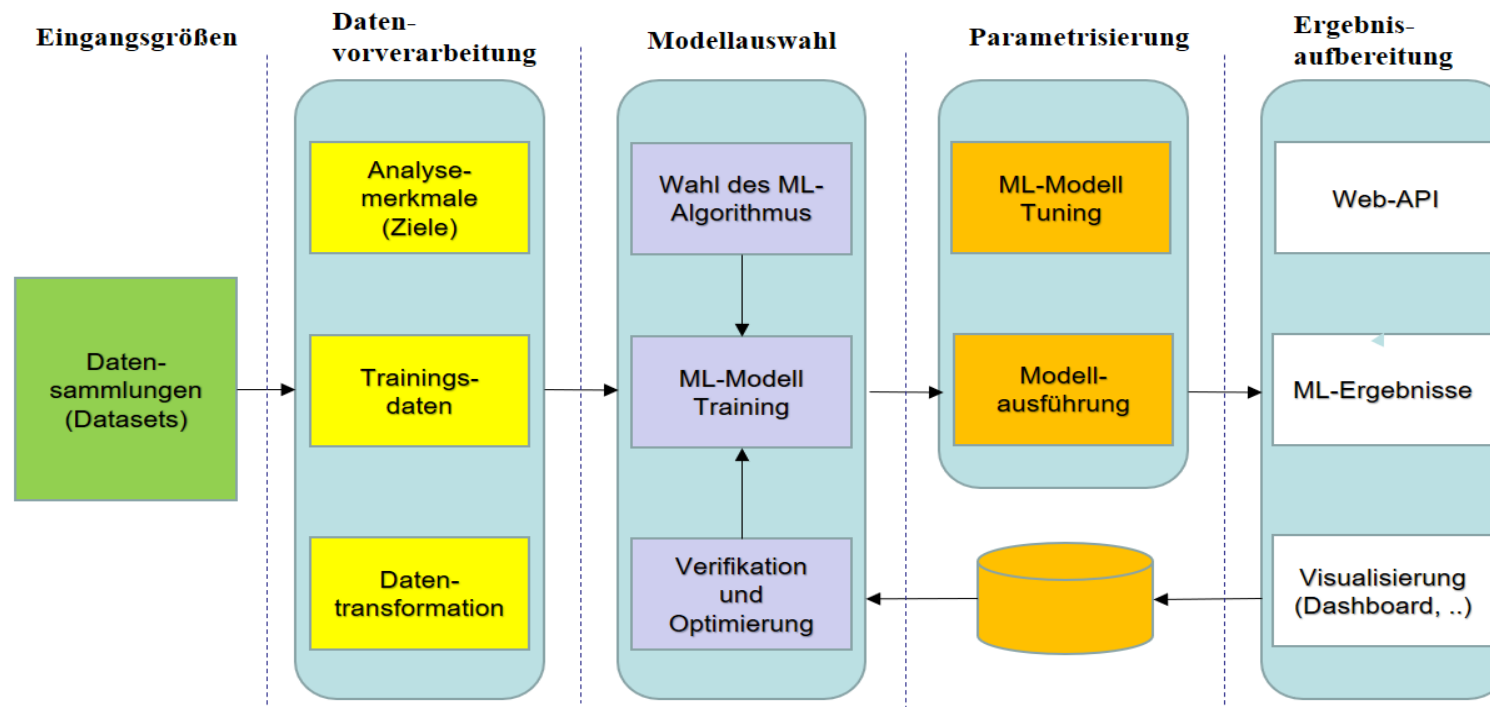 Eingangsgrößen
Daten-
vorverarbeitung
Modellauswahl
Parametrisierung
Ergebnis-
aufbereitung
Daten-
sammlungen
(Datasets)
Analyse-
merkmale
(Ziele)
Trainings-
daten
Daten-
transformation
Wahl des ML-
Algorithmus
ML-Modell
Training
Verifikation
und
Optimierung
ML-Modell
Tuning
Modell-
ausführung
Web-API
ML-Ergebnisse
Visualisierung
(Dashboard, ..)